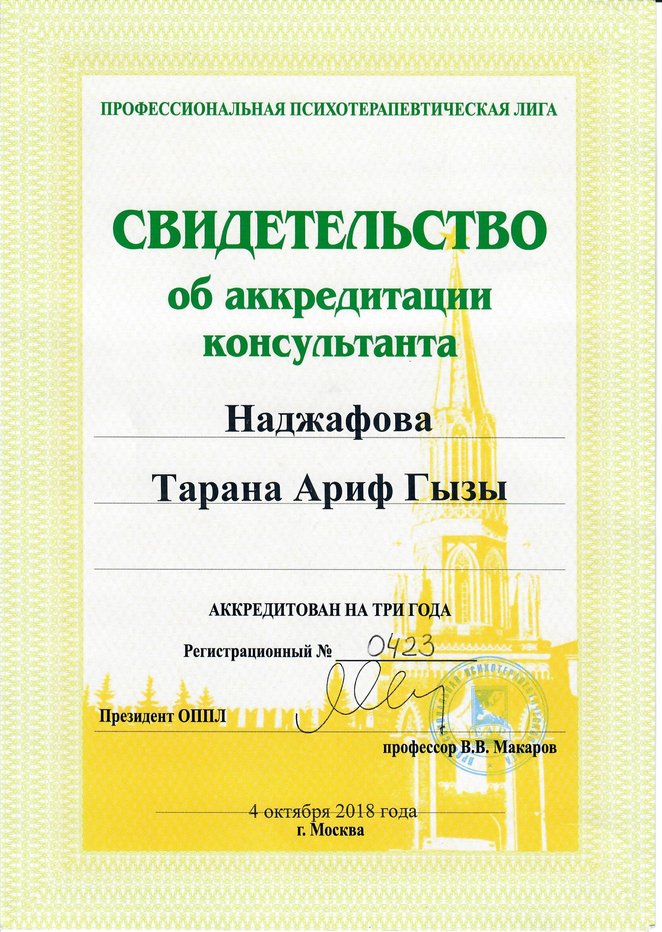 ПРОФЕССИОНАЛЬНАЯ ПСИХОТЕРАПЕВТИЧЕСКАЯ ЛИГА
СВИДЕТЕЛЬСТВО
об аккредитации
консультанта
Наджафова
Тарана Ариф Гызы
АККРЕДИТОВАН НА ТРИ ГОДА
Регистрационный № 0423
Президент ОППЛ
профессор В.В. Макаров
4 октября 2018 года
г. Москва